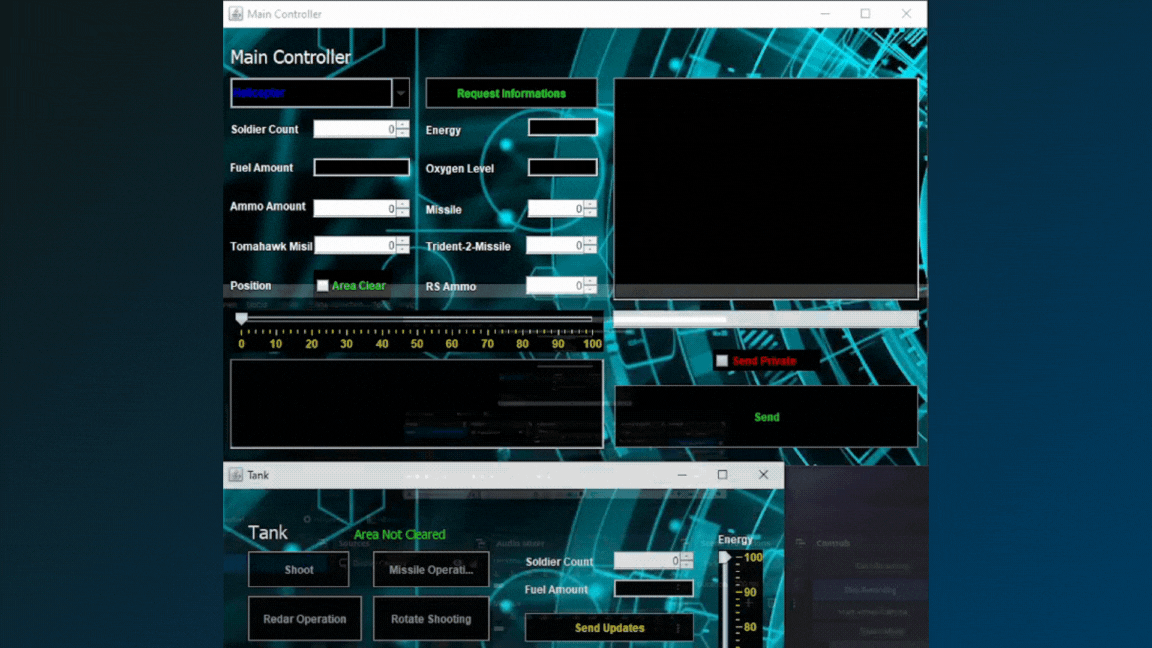 Main Controller
Main Controller
Helicopter
Request Informations
Soldier Count
0
Energy
Fuel Amount
Oxygen Level
Ammo Amount
0
Missile
0
Tomahawk Misil
0
Trident-2-Missile
0
Position
Area Clear
RS Ammo
0
0 10 20 30 40 50 60 70 80 90 100
Send Private
Send
Tank
Tank
Area Not Cleared
Energy
Shoot
Missile Operati...
Soldier Count
0
100
Fuel Amount
90
Redar Operation
Rotate Shooting
Send Updates
80
Controls